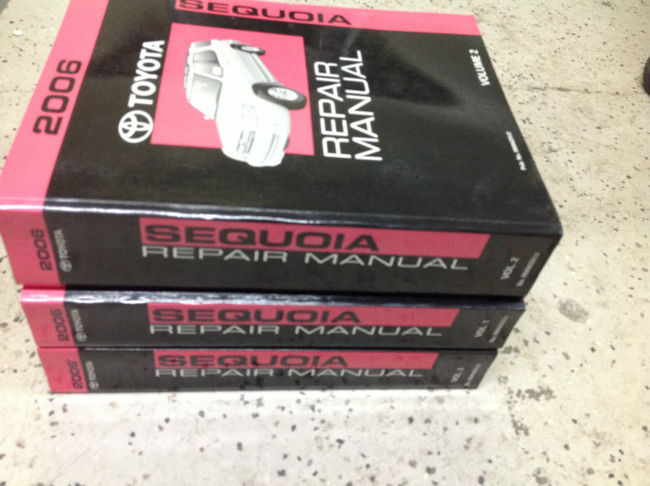 SEQUOIA
2006
TOYOTA
REPAIR
MANUAL
VOLUME 2
2006
TOYOTA
SEQUOIA
REPAIR MANUAL
VOL. 2
2006
TOYOTA
SEQUOIA
REPAIR MANUAL
VOL. 1
2006
TOYOTA
SEQUOIA
REPAIR MANUAL
VOL. 3